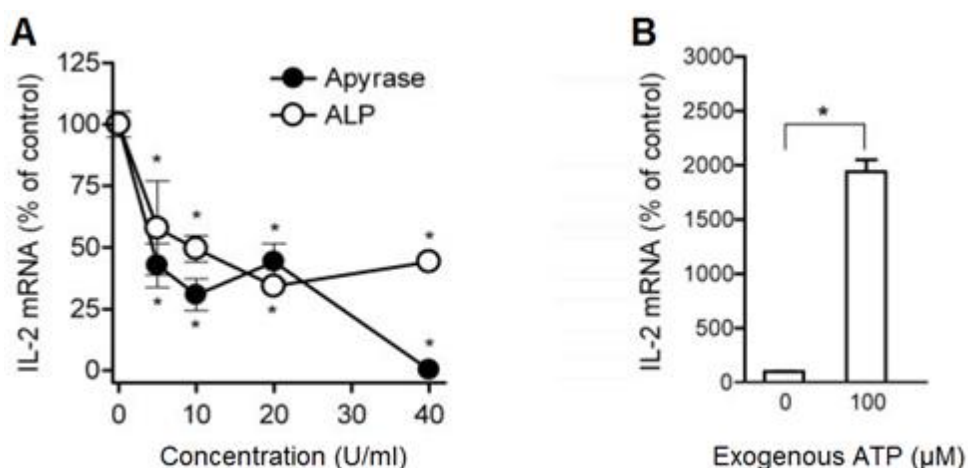 A
IL-2 mRNA (% of control)
125
100
75
50
25
0
Apyrase
ALP
*
*
*
*
*
*
*
*
0 10 20 30 40
Concentration (U/ml)
B
IL-2 mRNA (% of control)
3000
2500
2000
1500
1000
500
0
*
0 100
Exogenous ATP (µM)